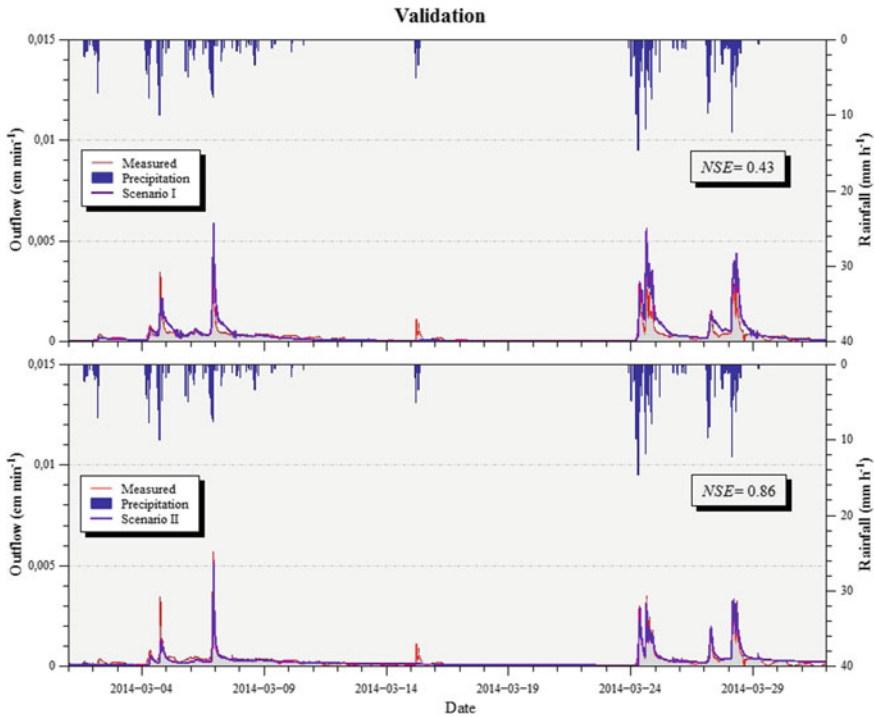 Validation
0,015
0,01
0,005
0
Outflow (cm min⁻¹)
0
10
20
30
40
Rainfall (mm h⁻¹)
Measured
Precipitation
Scenario I
NSE= 0.43
0,015
0,01
0,005
0
Outflow (cm min⁻¹)
0
10
20
30
40
Rainfall (mm h⁻¹)
Measured
Precipitation
Scenario II
NSE= 0.86
2014-03-04
2014-03-09
2014-03-14
2014-03-19
2014-03-24
2014-03-29
Date